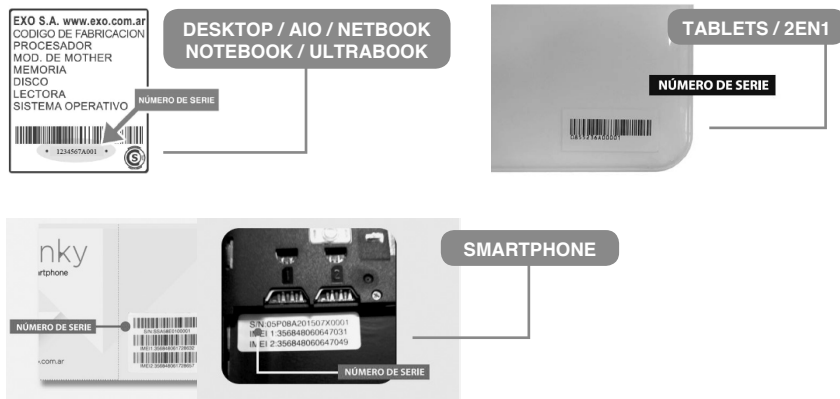 EXO S.A. www.exo.com.ar
CODIGO DE FABRICACION
PROCESADOR
MOD. DE MOTHER
MEMORIA
DISCO
LECTORA
SISTEMA OPERATIVO
NÚMERO DE SERIE
1234567A001
S
DESKTOP / AIO / NETBOOK
NOTEBOOK / ULTRABOOK
TABLETS / 2EN1
NÚMERO DE SERIE
nky
artphone
NÚMERO DE SERIE
.com.ar
S/N:05P08A201507X0001
IMEI 1:356848060647031
IMEI 2:356848060647049
NÚMERO DE SERIE
SMARTPHONE